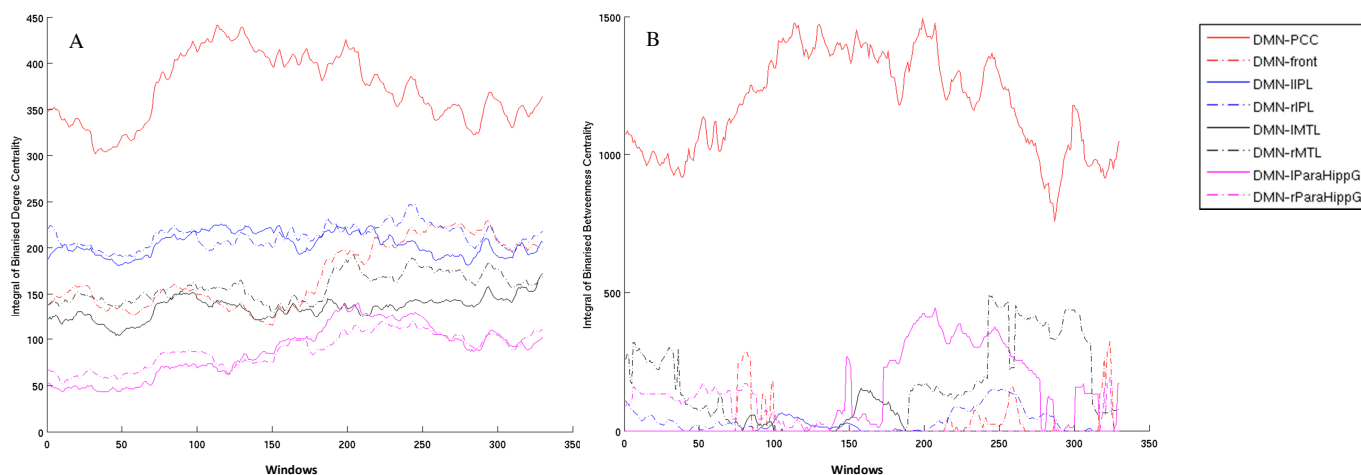 A
Integral of Binarised Degree Centrality
450
400
350
300
250
200
150
100
50
0
0 50 100 150 200 250 300 350
Windows
B
Integral of Binarised Betweenness Centrality
1500
1000
500
0
0 50 100 150 200 250 300 350
Windows
DMN-PCC
DMN-front
DMN-lIPL
DMN-rIPL
DMN-lMTL
DMN-rMTL
DMN-lParaHippG
DMN-rParaHippG